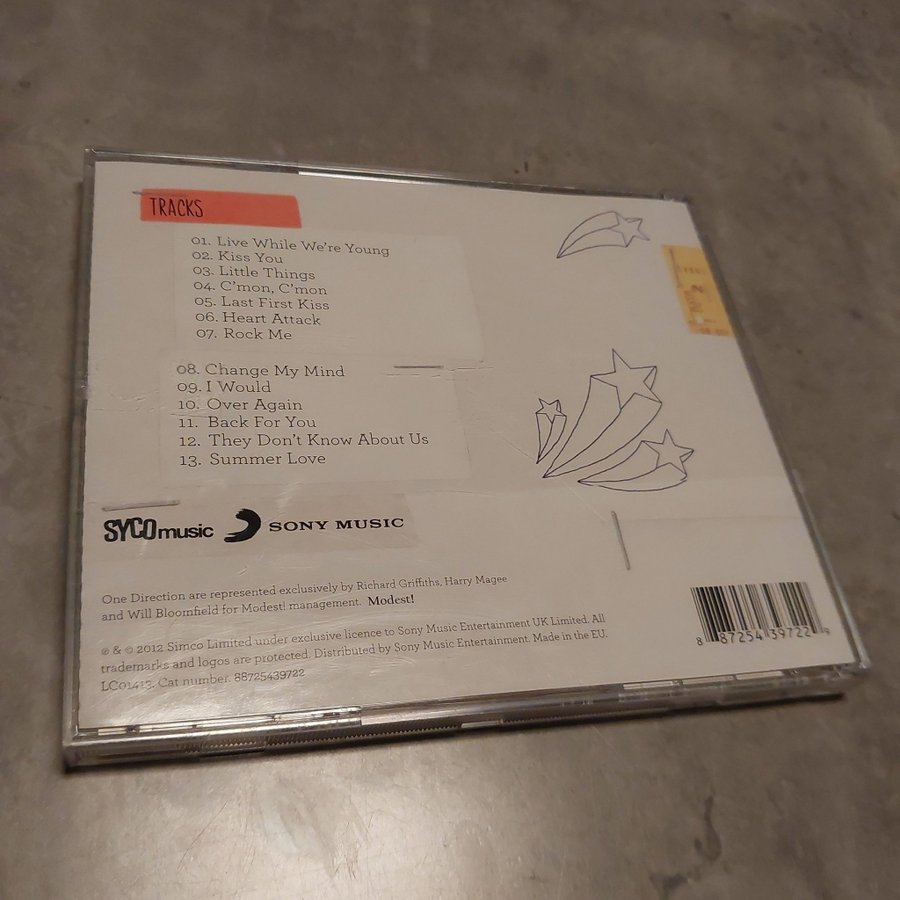 TRACKS
01. Live While We're Young
02. Kiss You
03. Little Things
04. C'mon, C'mon
05. Last First Kiss
06. Heart Attack
07. Rock Me
08. Change My Mind
09. I Would
10. Over Again
11. Back For You
12. They Don't Know About Us
13. Summer Love
SYCOmusic SONY MUSIC
One Direction are represented exclusively by Richard Griffiths, Harry Magee
and Will Bloomfield for Modest! management. Modest!
℗ & © 2012 Simco Limited under exclusive licence to Sony Music Entertainment UK Limited. All
trademarks and logos are protected. Distributed by Sony Music Entertainment. Made in the EU.
LC01413. Cat number. 88725439722
8 87254 39722 9